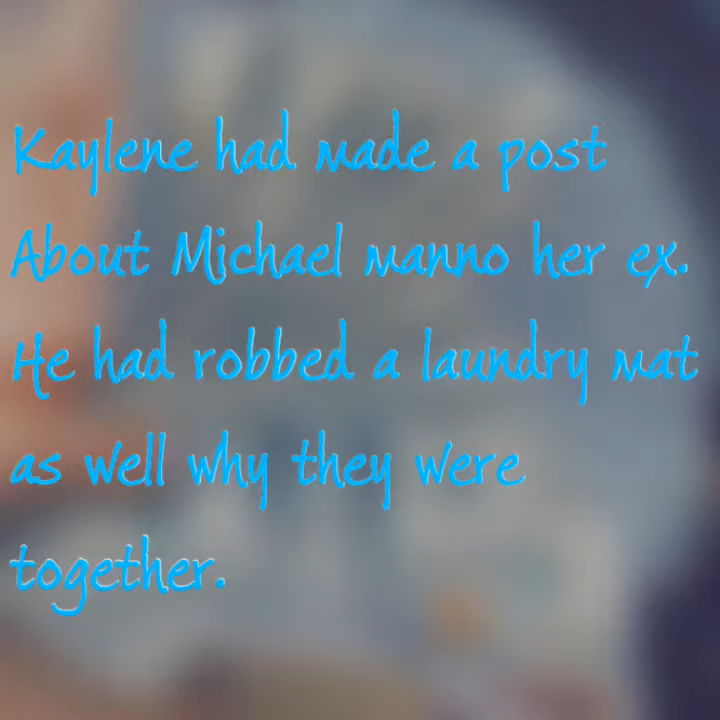 Kaylene had made a post
About Michael manno her ex.
He had robbed a laundry mat
as well why they were
together.